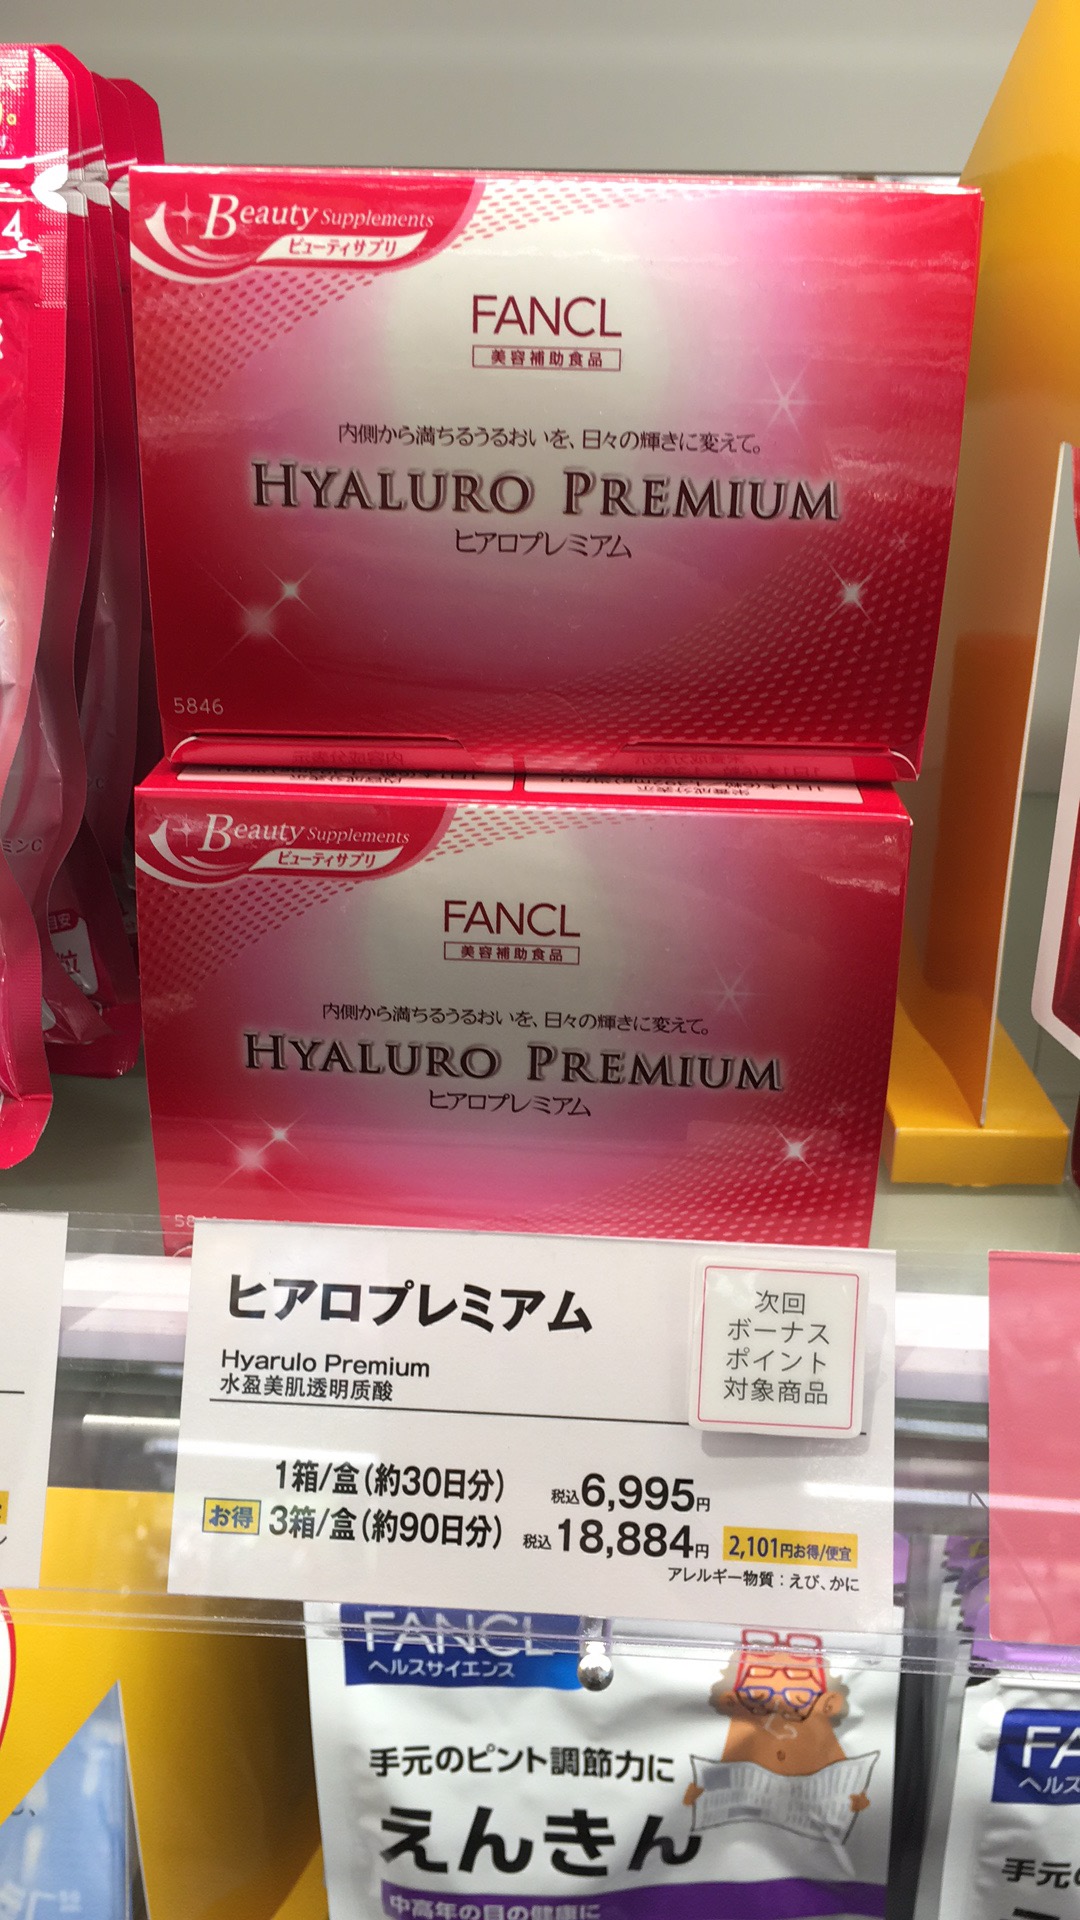 Beauty Supplements
ビューティサプリ
FANCL
美容補助食品
内側から満ちるうるおいを、日々の輝きに変えて。
HYALURO PREMIUM
ヒアロプレミアム
5846
Beauty Supplements
ビューティサプリ
FANCL
美容補助食品
内側から満ちるうるおいを、日々の輝きに変えて。
HYALURO PREMIUM
ヒアロプレミアム
ヒアロプレミアム
Hyarulo Premium
水盈美肌透明质酸
次回
ボーナス
ポイント
対象商品
1箱/盒(約30日分) 税込6,995円
お得 3箱/盒(約90日分) 税込18,884円 2,101円お得/便宜
アレルギー物質:えび、かに
FANCL
ヘルスサイエンス
手元のピント調節力に
えんきん
中高年の目の健康に
FA
ヘルス
手元